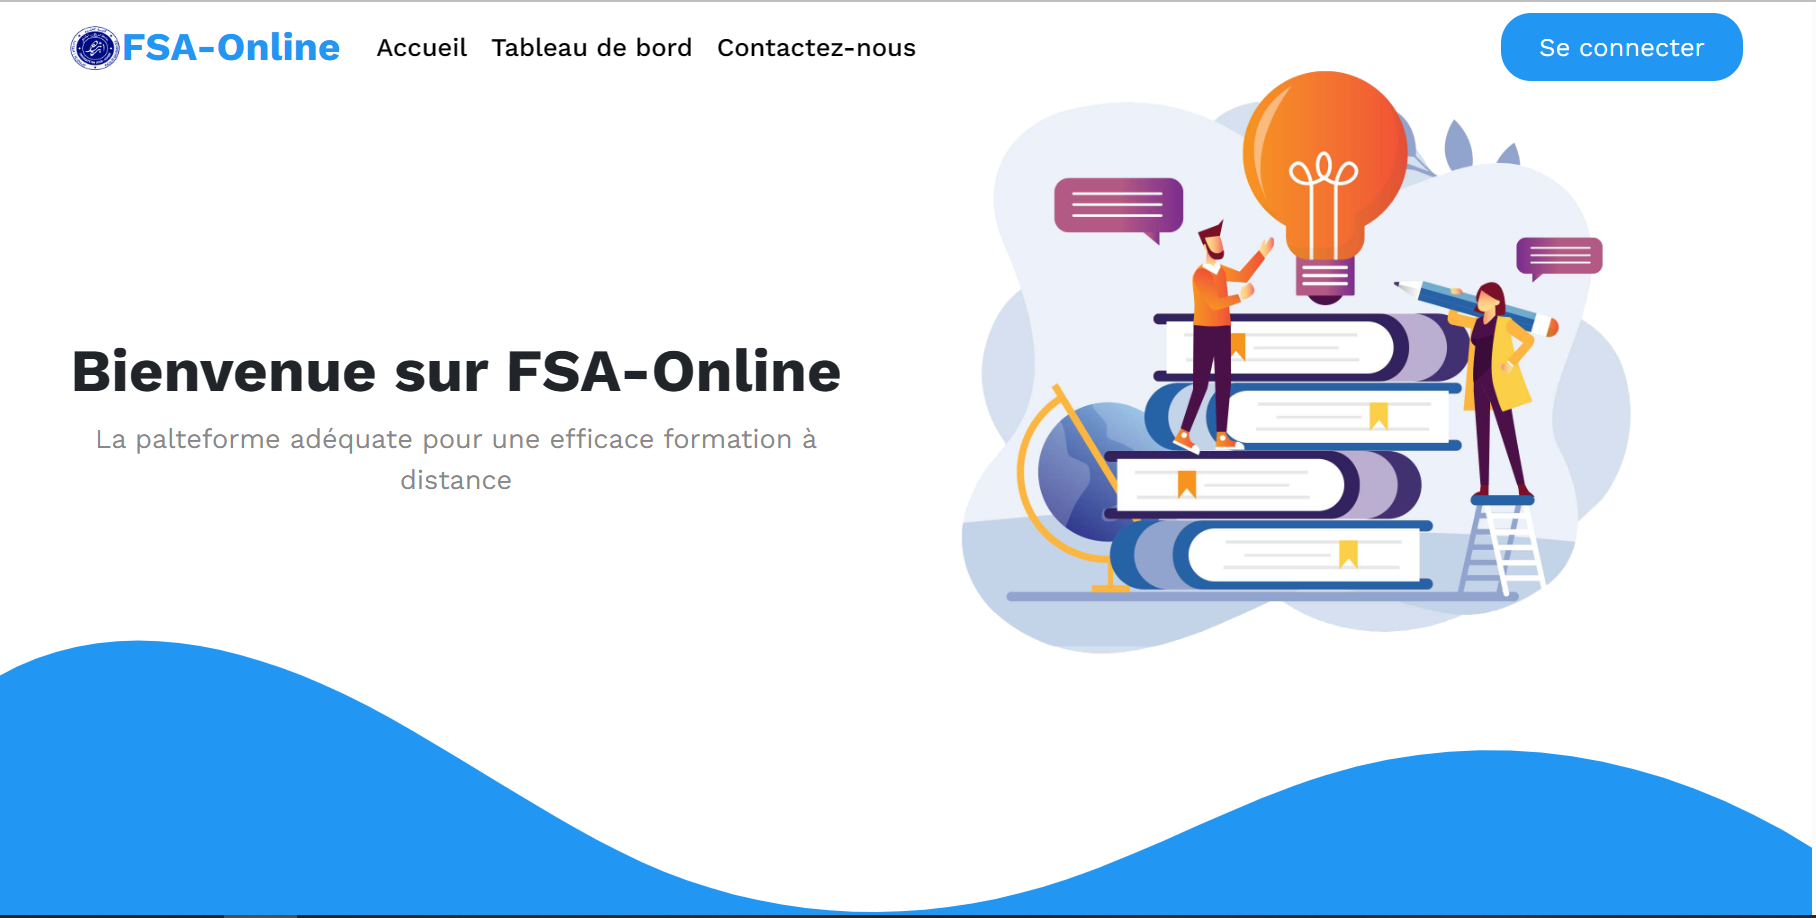 FSA-Online
Accueil
Tableau de bord
Contactez-nous
Se connecter
Bienvenue sur FSA-Online
La palteforme adéquate pour une efficace formation à
distance